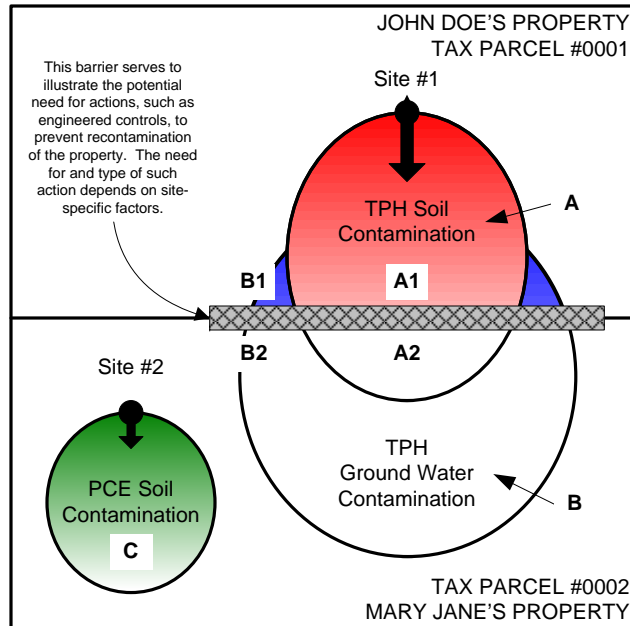 JOHN DOE'S PROPERTY
TAX PARCEL #0001
This barrier serves to
illustrate the potential
need for actions, such as
engineered controls, to
prevent recontamination
of the property. The need
for and type of such
action depends on site-
specific factors.
Site #1
TPH Soil
Contamination
A
B1
A1
B2
A2
Site #2
TPH
Ground Water
Contamination
B
PCE Soil
Contamination
C
TAX PARCEL #0002
MARY JANE'S PROPERTY